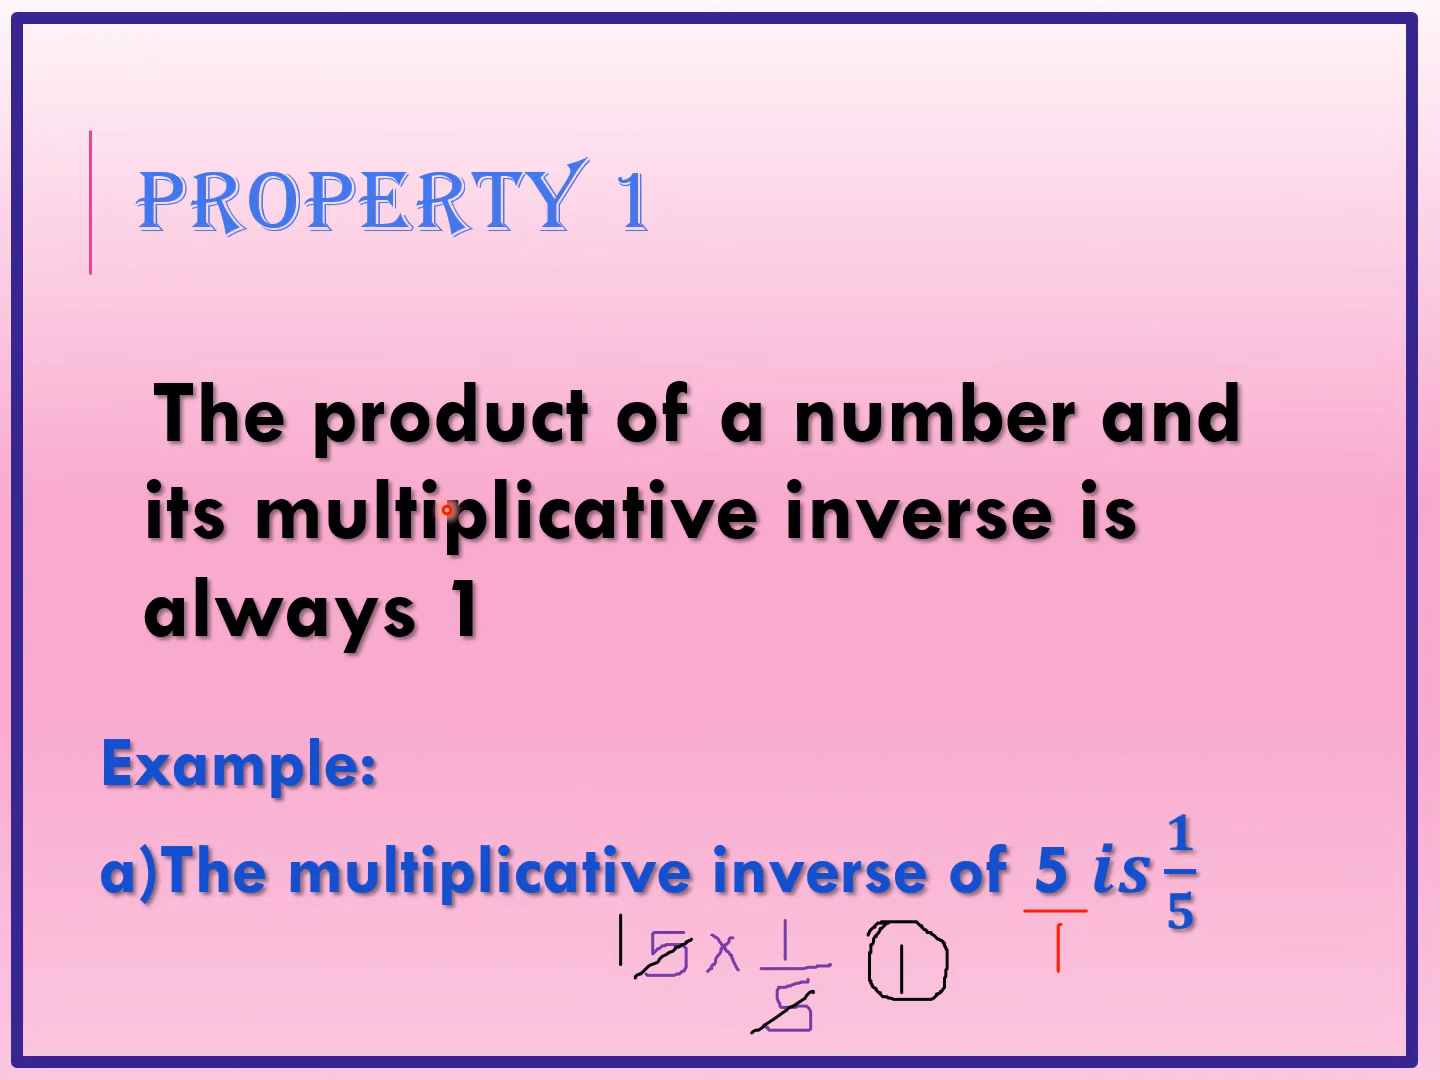 PROPERTY 1
The product of a number and
its multiplicative inverse is
always 1
Example:
a)The multiplicative inverse of 5 is 1/5
1 5 x 1/5 1
1